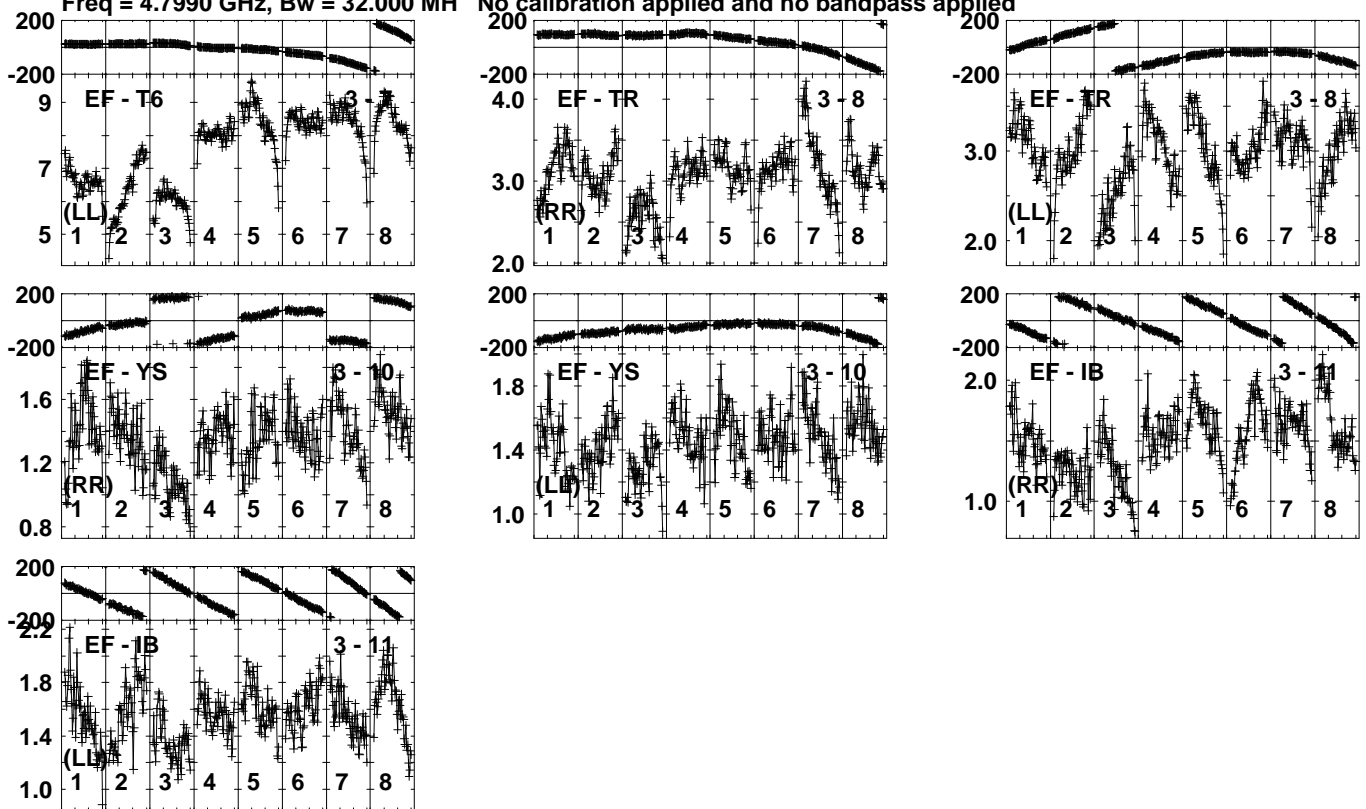 Freq = 4.7990 GHz, Bw = 32.000 MH No calibration applied and no bandpass applied
200
-200
EF - T6
9
7
(LL)
5
1 2 3 4 5 6 7 8
200
-200
EF - TR 3 - 8
4.0
3.0
(RR)
2.0
1 2 3 4 5 6 7 8
200
-200
EF - TR 3 - 8
3.0
(LL)
2.0
1 2 3 4 5 6 7 8
200
-200
EF - YS 3 - 10
1.6
1.2
(RR)
0.8
1 2 3 4 5 6 7 8
200
-200
EF - YS 3 - 10
1.8
1.4
(LL)
1.0
1 2 3 4 5 6 7 8
200
-200
EF - IB 3 - 11
2.0
(RR)
1.0
1 2 3 4 5 6 7 8
200
-200
2.2
EF - IB 3 - 11
1.8
1.4
(LL)
1.0
1 2 3 4 5 6 7 8